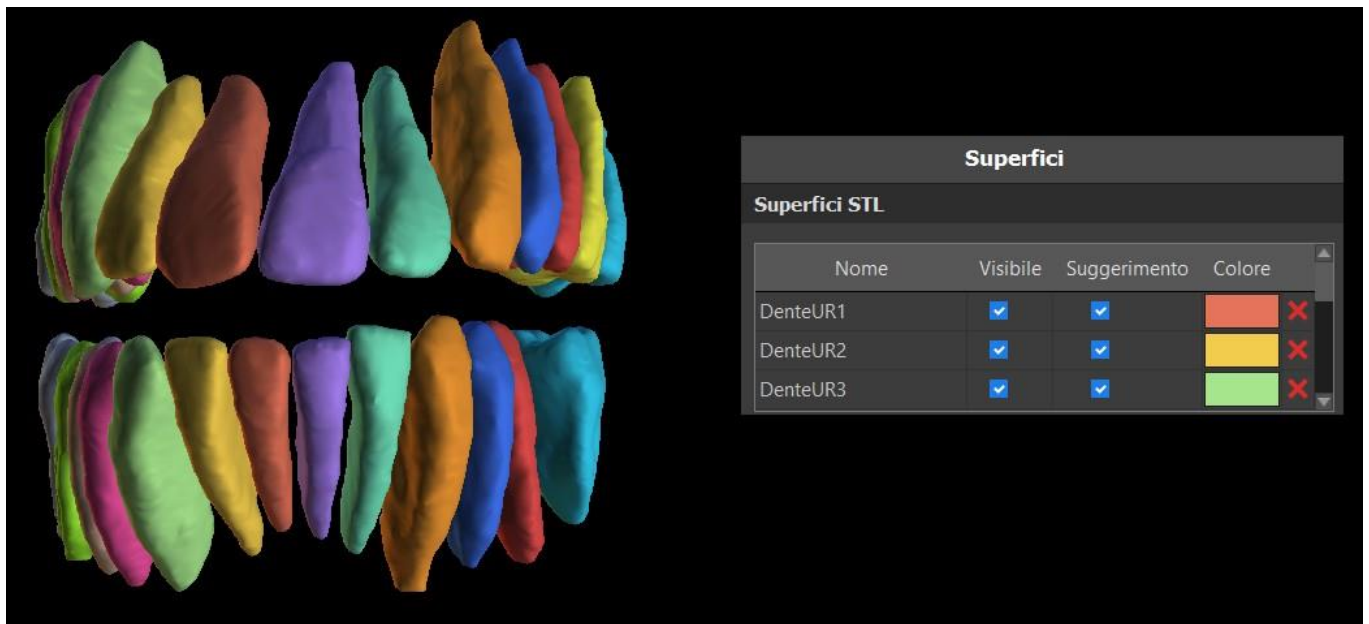 Superfici
Superfici STL
Nome Visibile Suggerimento Colore
DenteUR1
DenteUR2
DenteUR3